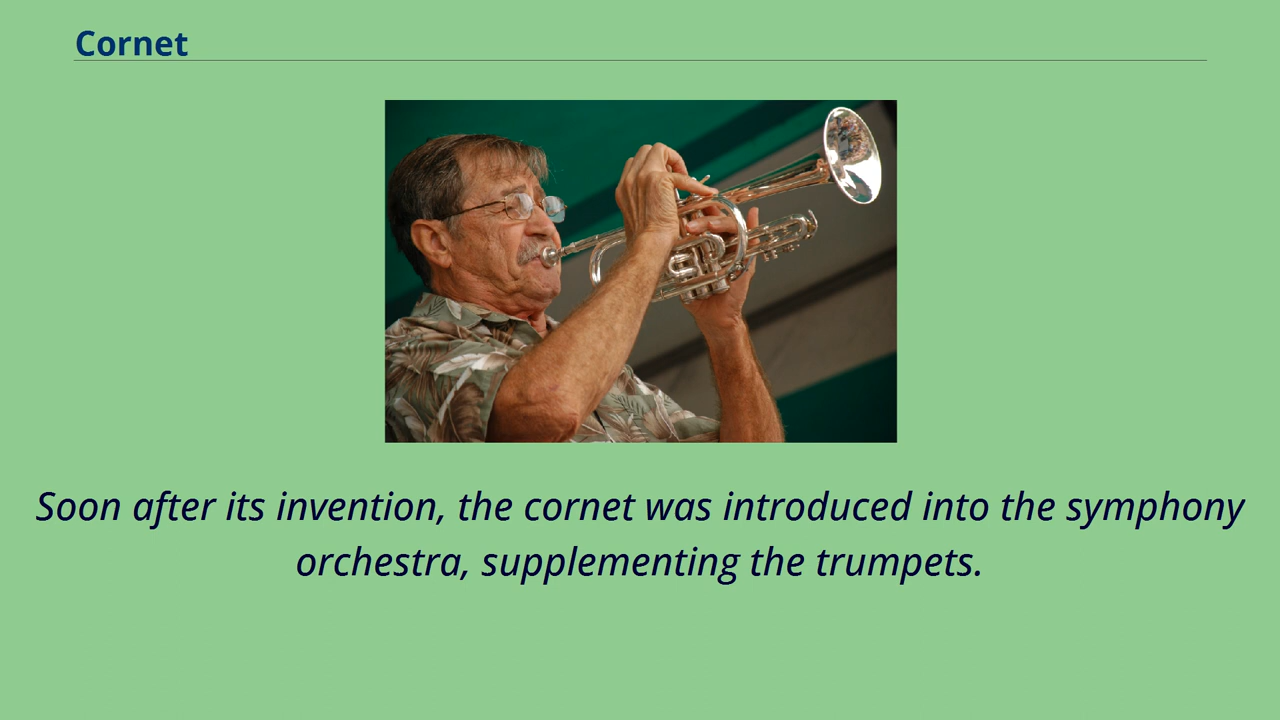 Cornet
Soon after its invention, the cornet was introduced into the symphony
orchestra, supplementing the trumpets.